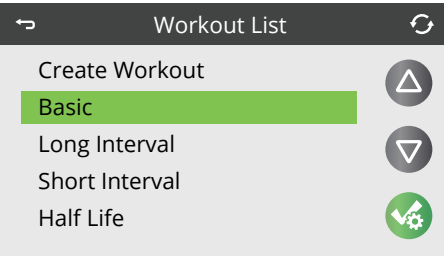 Workout List
Create Workout
Basic
Long Interval
Short Interval
Half Life